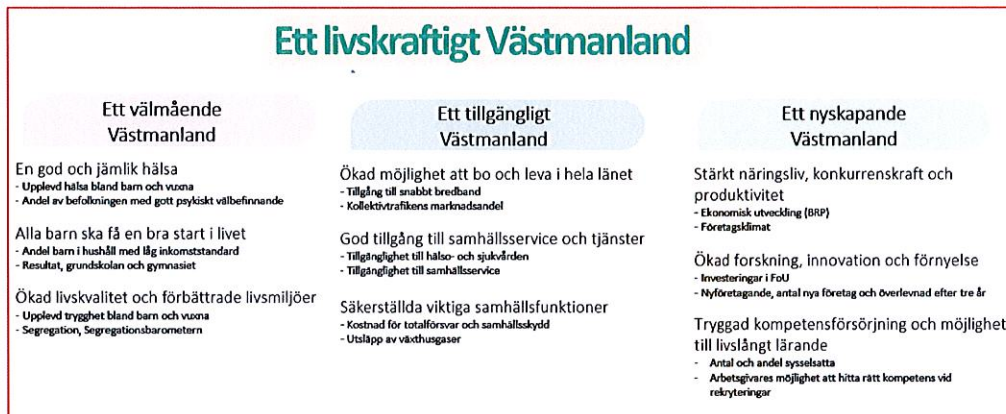 Ett livskraftigt Västmanland
Ett välmående
Västmanland
En god och jämlik hälsa
- Upplevd hälsa bland barn och vuxna
- Andel av befolkningen med gott psykiskt välbefinnande
Alla barn ska få en bra start i livet
- Andel barn i hushåll med låg inkomststandard
- Resultat, grundskolan och gymnasiet
Ökad livskvalitet och förbättrade livsmiljöer
- Upplevd trygghet bland barn och vuxna
- Segregation, Segregationsbarometern
Ett tillgängligt
Västmanland
Ökad möjlighet att bo och leva i hela länet
- Tillgång till snabbt bredband
- Kollektivtrafikens marknadsandel
God tillgång till samhällsservice och tjänster
- Tillgänglighet till hälso- och sjukvården
- Tillgänglighet till samhällsservice
Säkerställda viktiga samhällsfunktioner
- Kostnad för totalförsvar och samhällsskydd
- Utsläpp av växthusgaser
Ett nyskapande
Västmanland
Stärkt näringsliv, konkurrenskraft och
produktivitet
- Ekonomisk utveckling (BRP)
- Företagsklimat
Ökad forskning, innovation och förnyelse
- Investeringar i FoU
- Nyföretagande, antal nya företag och överlevnad efter tre år
Tryggad kompetensförsörjning och möjlighet
till livslångt lärande
- Antal och andel sysselsatta
- Arbetsgivares möjlighet att hitta rätt kompetens vid
rekryteringar